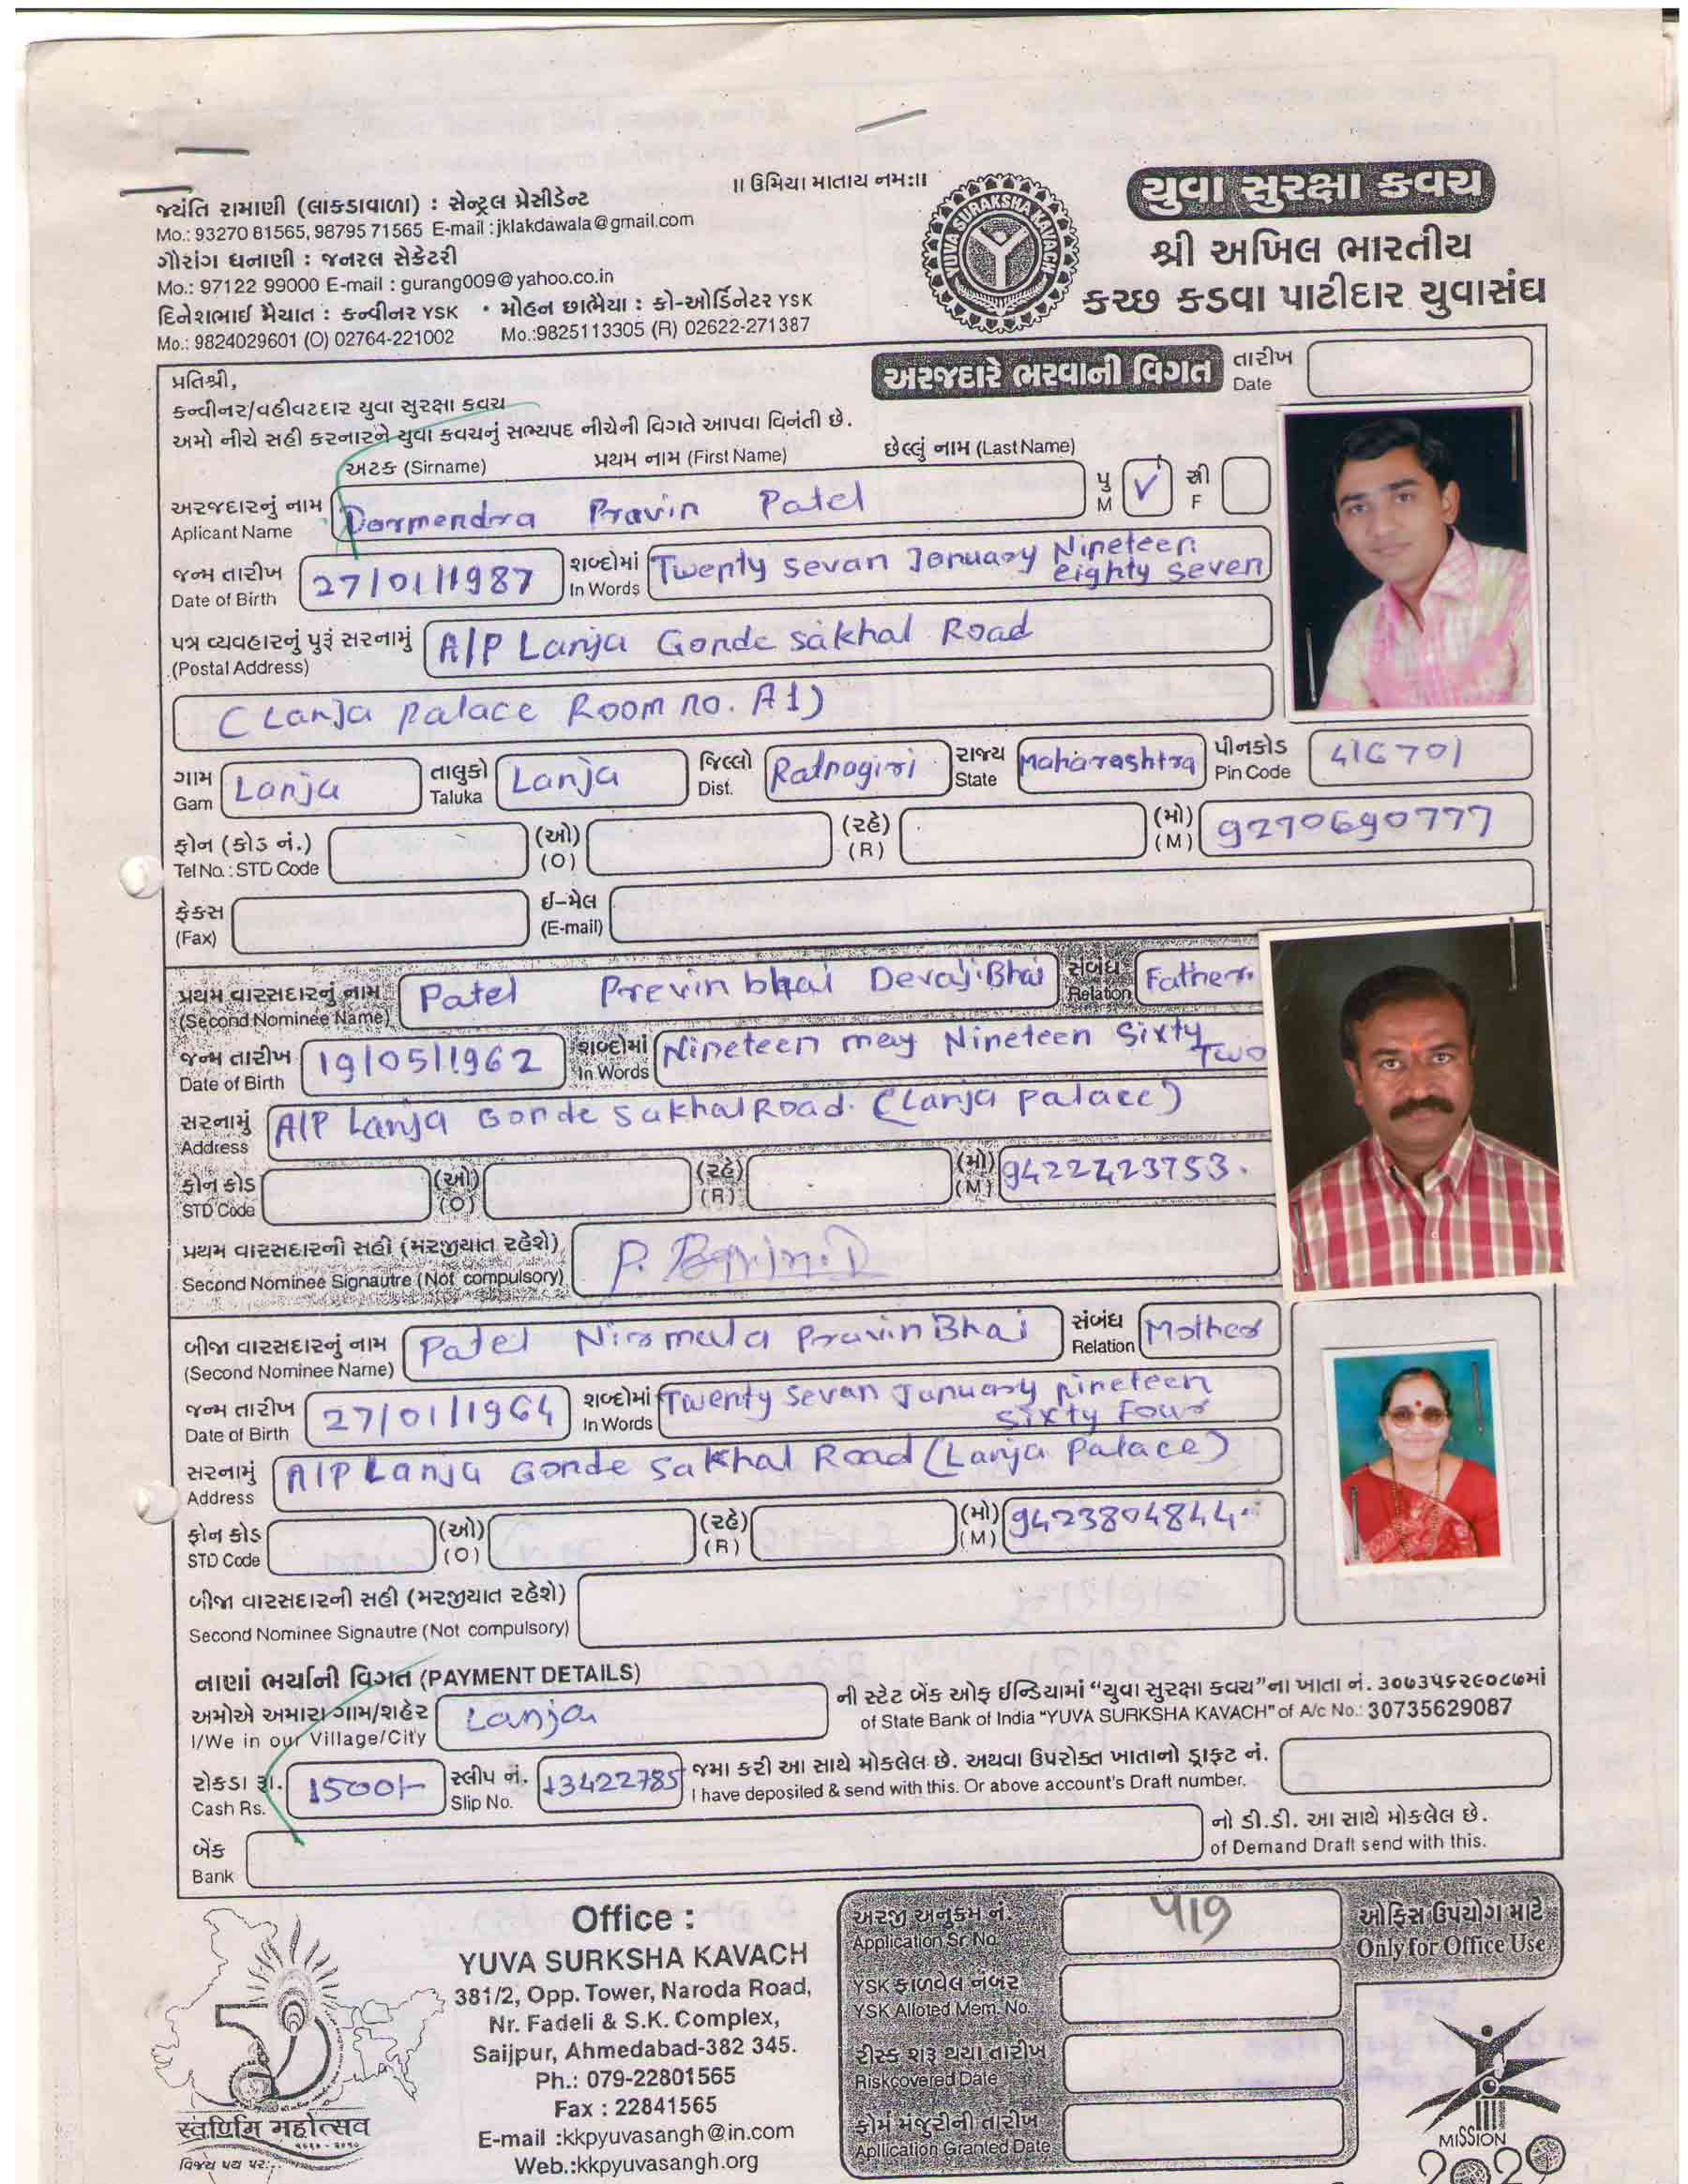 ॥ ઉમિયા માતાય નમઃ॥
જયંતિ રામાણી (લાકડાવાળા) : સેન્ટ્રલ પ્રેસીડેન્ટ
Mo.: 93270 81565, 98795 71565 E-mail : jklakdawala@gmail.com
ગૌરાંગ ધનાણી : જનરલ સેક્રેટરી
Mo.: 97122 99000 E-mail : gurang009@yahoo.co.in
દિનેશભાઈ મૈયાત : કન્વીનર YSK • મોહન છાભૈયા : કો-ઓર્ડિનેટર YSK
Mo.: 9824029601 (O) 02764-221002 Mo.:9825113305 (R) 02622-271387
YUVA SURAKSHA KAVACH
યુવા સુરક્ષા કવચ
શ્રી અખિલ ભારતીય
કચ્છ કડવા પાટીદાર યુવાસંઘ
અરજદારે ભરવાની વિગત
તારીખ
Date
પ્રતિશ્રી,
કન્વીનર/વહીવટદાર યુવા સુરક્ષા કવચ
અમો નીચે સહી કરનારને યુવા કવચનું સભ્યપદ નીચેની વિગતે આપવા વિનંતી છે.
અટક (Sirname) પ્રથમ નામ (First Name) છેલ્લું નામ (Last Name)
અરજદારનું નામ Darmendra Pravin Patel પુ ✓ સ્રી
Aplicant Name M F
જન્મ તારીખ 27/01/1987 શબ્દોમાં Twenty sevan January Nineteen
Date of Birth In Words eighty seven
પત્ર વ્યવહારનું પુરૂં સરનામું A/P Lanja Gonde sakhal Road
(Postal Address)
(Lanja palace Room no. A1)
ગામ Lanja તાલુકો Lanja જિલ્લો Ratnagiri રાજ્ય Maharashtra પીનકોડ 416701
Gam Taluka Dist. State Pin Code
ફોન (કોડ નં.) (ઓ) (રહે) (મો) 9270690777
Tel No. : STD Code (O) (R) (M)
ફેકસ ઈ-મેલ
(Fax) (E-mail)
પ્રથમ વારસદારનું નામ Patel Previnbhai DevajiBhai સંબંધ Father
(Second Nominee Name) Relation
જન્મ તારીખ 19/05/1962 શબ્દોમાં Nineteen may Nineteen Sixty
Date of Birth In Words Two
સરનામું A/P Lanja Gonde sakhal Road. (Lanja palace)
Address
ફોન કોડ (ઓ) (રહે) (મો) 9422423753.
STD Code (O) (R) (M)
પ્રથમ વારસદારની સહી (મરજીયાત રહેશે)
Second Nominee Signautre (Not compulsory)
બીજા વારસદારનું નામ Patel Nirmala PravinBhai સંબંધ Mother
(Second Nominee Name) Relation
જન્મ તારીખ 27/01/1964 શબ્દોમાં Twenty sevan January nineteen
Date of Birth In Words sixty Four
સરનામું A/P Lanja Gonde sakhal Road (Lanja Palace)
Address
ફોન કોડ (ઓ) (રહે) (મો) 9423804844
STD Code (O) (R) (M)
બીજા વારસદારની સહી (મરજીયાત રહેશે)
Second Nominee Signautre (Not compulsory)
નાણાં ભર્યાની વિગત (PAYMENT DETAILS)
અમોએ અમારા ગામ/શહેર Lanja ની સ્ટેટ બેંક ઓફ ઈન્ડિયામાં “યુવા સુરક્ષા કવચ”ના ખાતા નં. ૩૦૭૩૫૬૨૯૦૮૭માં
I/We in our Village/City of State Bank of India "YUVA SURKSHA KAVACH" of A/c No.: 30735629087
રોકડા રૂા. 1500/- સ્લીપ નં. 13422785 જમા કરી આ સાથે મોકલેલ છે. અથવા ઉપરોક્ત ખાતાનો ડ્રાફ્ટ નં.
Cash Rs. Slip No. I have deposiled & send with this. Or above account's Draft number.
બેંક નો ડી.ડી. આ સાથે મોકલેલ છે.
Bank of Demand Draft send with this.
Office :
YUVA SURKSHA KAVACH
381/2, Opp. Tower, Naroda Road,
Nr. Fadeli & S.K. Complex,
Saijpur, Ahmedabad-382 345.
Ph.: 079-22801565
Fax : 22841565
E-mail :kkpyuvasangh@in.com
Web.:kkpyuvasangh.org
स्वर्णिम महोत्सव
વિજય પથ પર...
અરજી અનુક્રમ નં. ૫૧૭
Application Sr. No.
YSK ફાળવેલ નંબર
YSK Alloted Mem. No.
રીસ્ક શરૂ થયા તારીખ
Riskcovered Date
ફોર્મ મંજુરીની તારીખ
Apllication Granted Date
ઓફિસ ઉપયોગ માટે
Only for Office Use
MISSION
2020